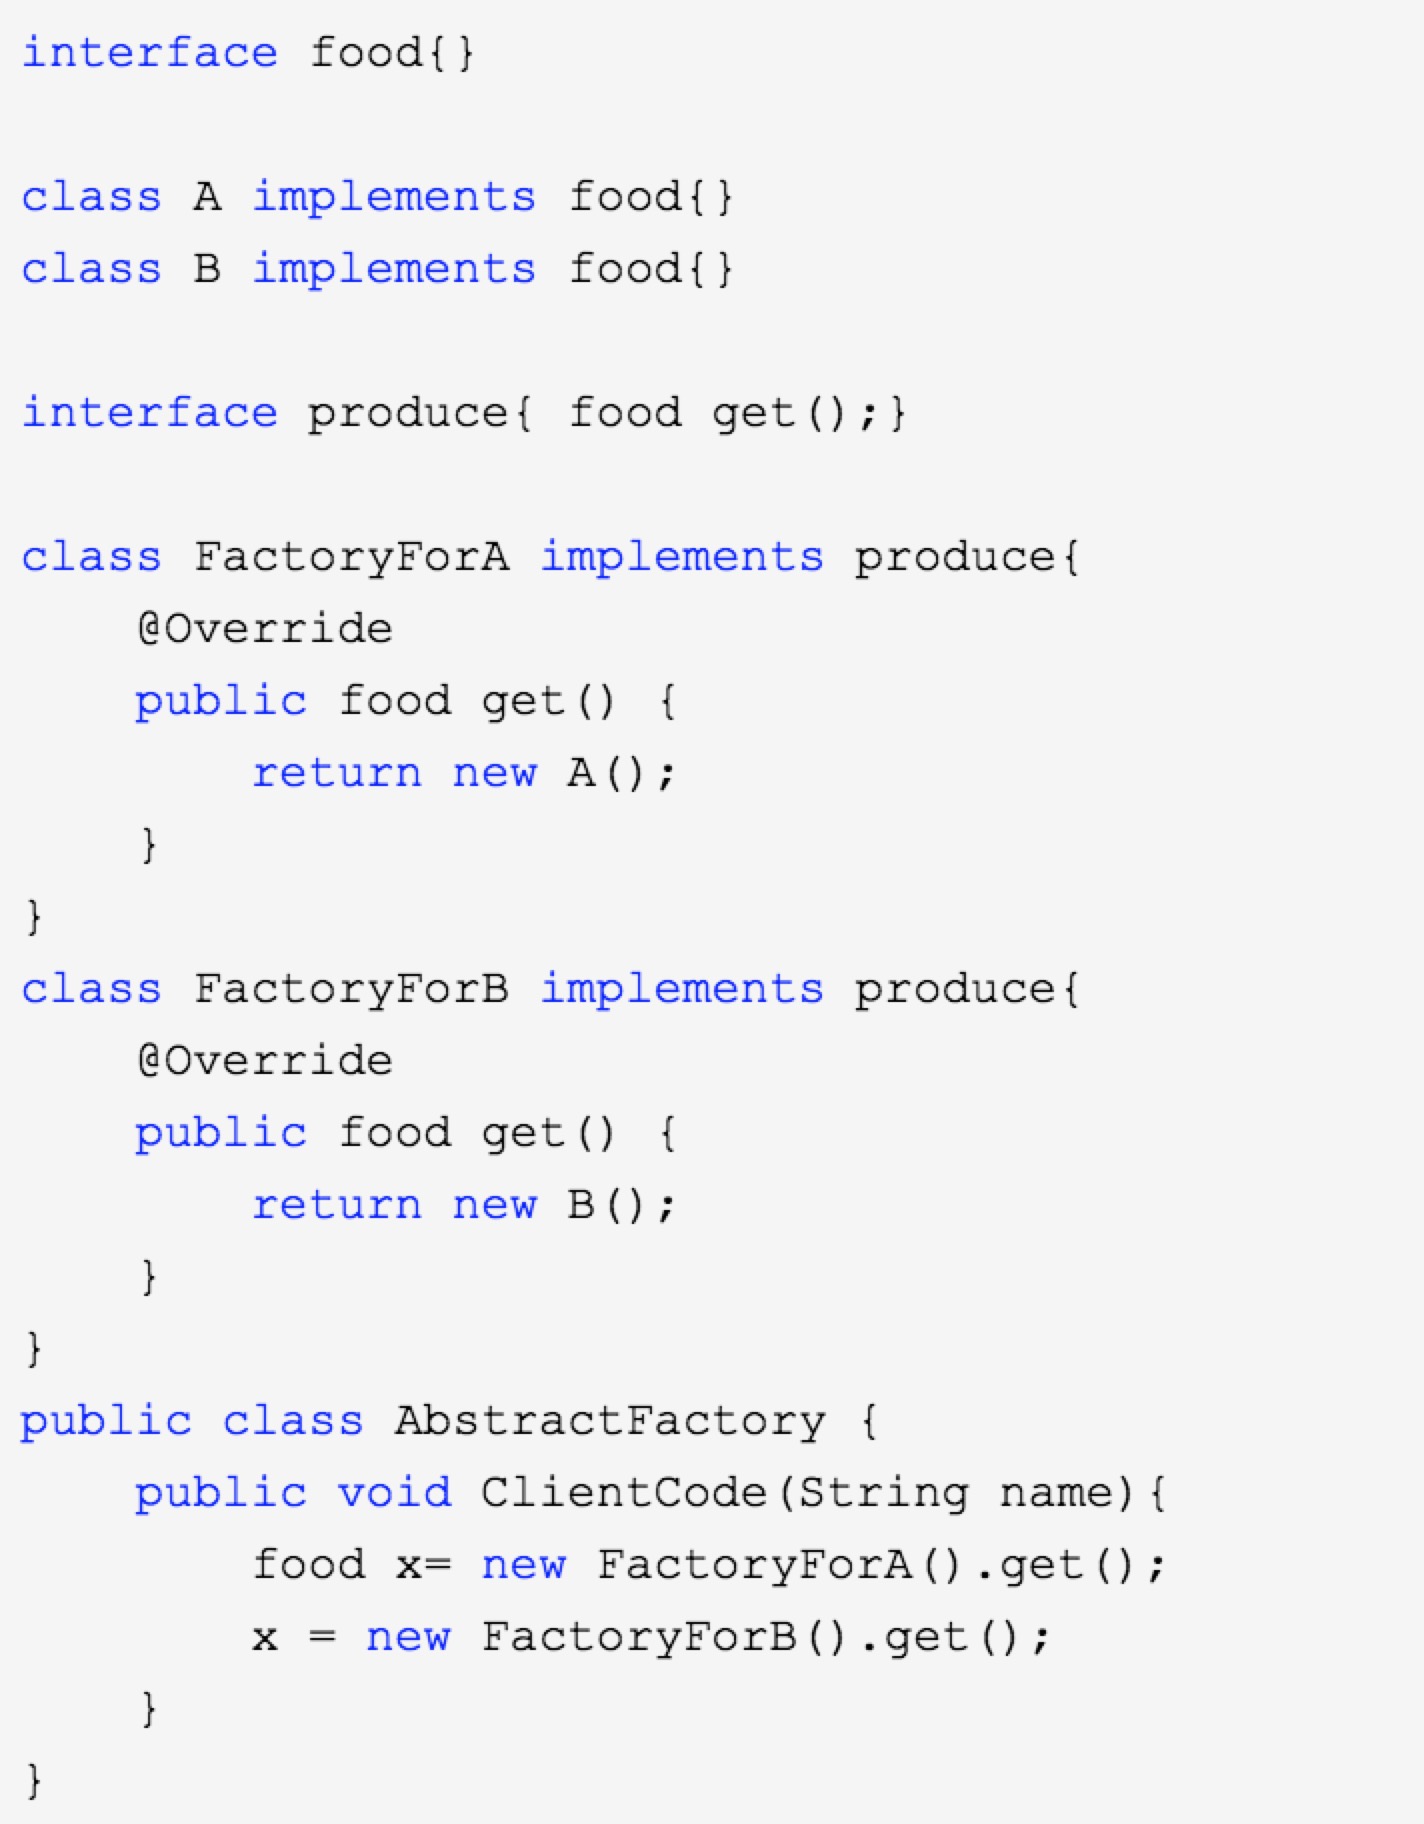 interface food{}
class A implements food{}
class B implements food{}
interface produce{ food get();}
class FactoryForA implements produce{
    @Override
    public food get() {
        return new A();
    }
}
class FactoryForB implements produce{
    @Override
    public food get() {
        return new B();
    }
}
public class AbstractFactory {
    public void ClientCode(String name){
        food x= new FactoryForA().get();
        x = new FactoryForB().get();
    }
}